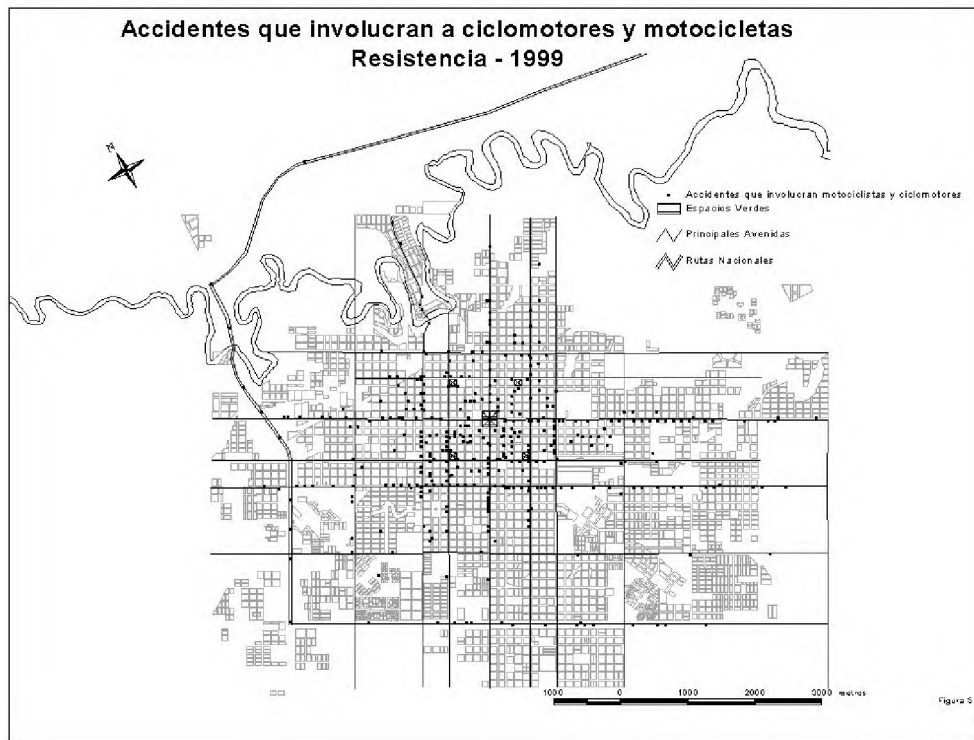 Accidentes que involucran a ciclomotores y motocicletas
Resistencia - 1999
N
Accidentes que involucran motociclistas y ciclomotores
Espacios Verdes
Principales Avenidas
Rutas Nacionales
1000 0 1000 2000 3000 metros
Figura 5